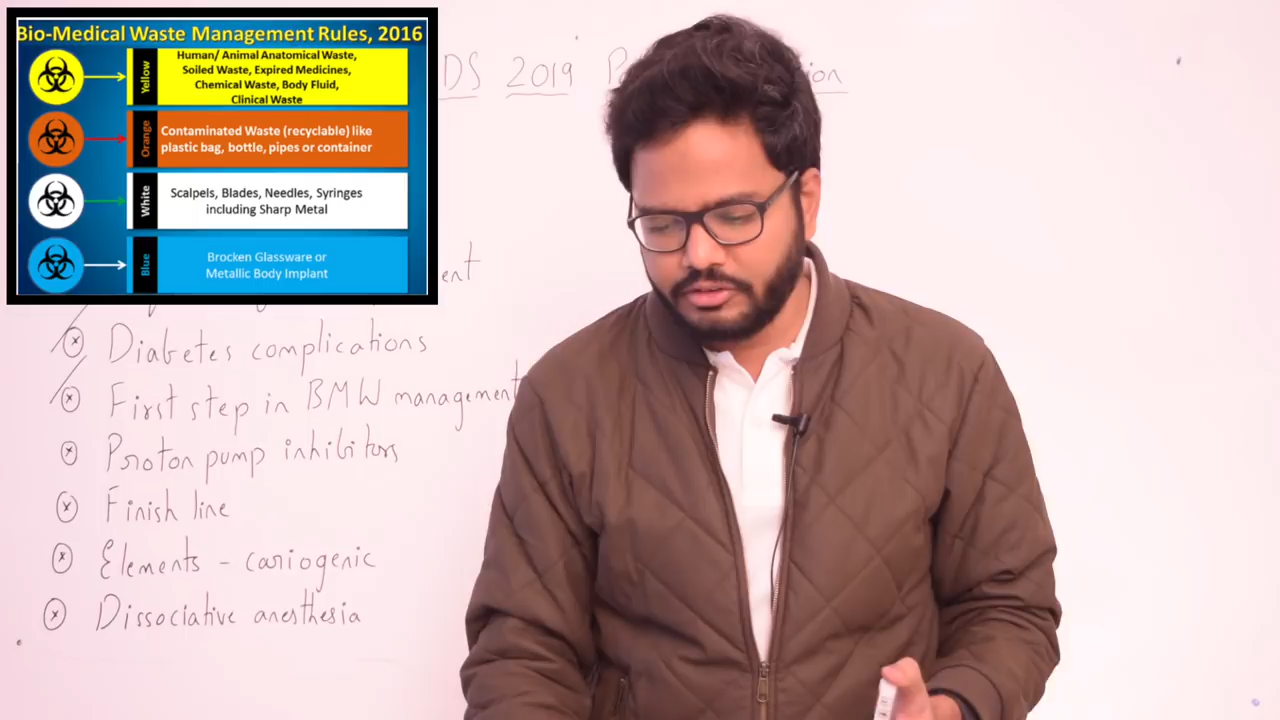 Bio-Medical Waste Management Rules, 2016
Yellow
Human/ Animal Anatomical Waste,
Soiled Waste, Expired Medicines,
Chemical Waste, Body Fluid,
Clinical Waste
Orange
Contaminated Waste (recyclable) like
plastic bag, bottle, pipes or container
White
Scalpels, Blades, Needles, Syringes
including Sharp Metal
Blue
Brocken Glassware or
Metallic Body Implant
DS 2019
Diabetes complications
First step in BMW management
Proton pump inhibitors
Finish line
Elements - cariogenic
Dissociative anesthesia